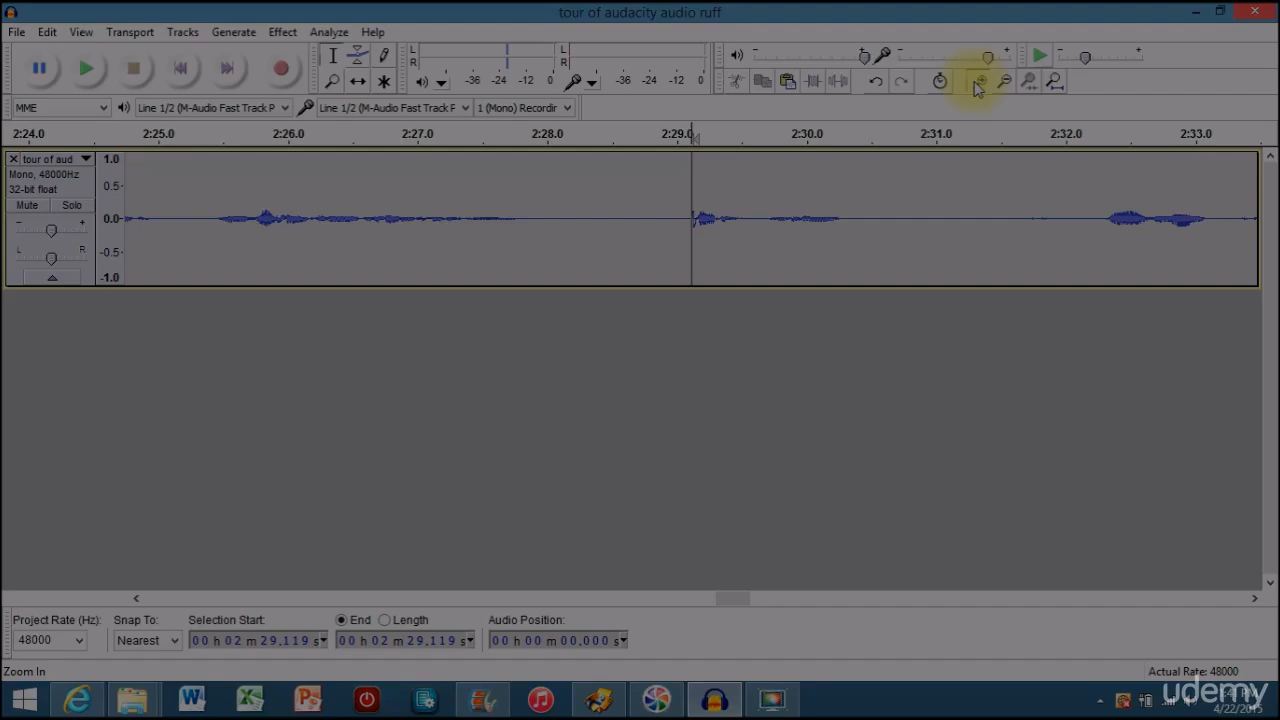 tour of audacity audio ruff
File Edit View Transport Tracks Generate Effect Analyze Help
L R -36 -24 -12 0 L R -36 -24 -12 0
MME Line 1/2 (M-Audio Fast Track P Line 1/2 (M-Audio Fast Track P 1 (Mono) Recordir
2:24.0 2:25.0 2:26.0 2:27.0 2:28.0 2:29.0 2:30.0 2:31.0 2:32.0 2:33.0
tour of aud 1.0
Mono, 48000Hz
32-bit float 0.5
Mute Solo
0.0
L R -0.5
-1.0
Project Rate (Hz): Snap To: Selection Start: End Length Audio Position:
48000 Nearest 00 h 02 m 29.119 s 00 h 02 m 29.119 s 00 h 00 m 00.000 s
Zoom In Actual Rate: 48000
udemy
4/22/2015